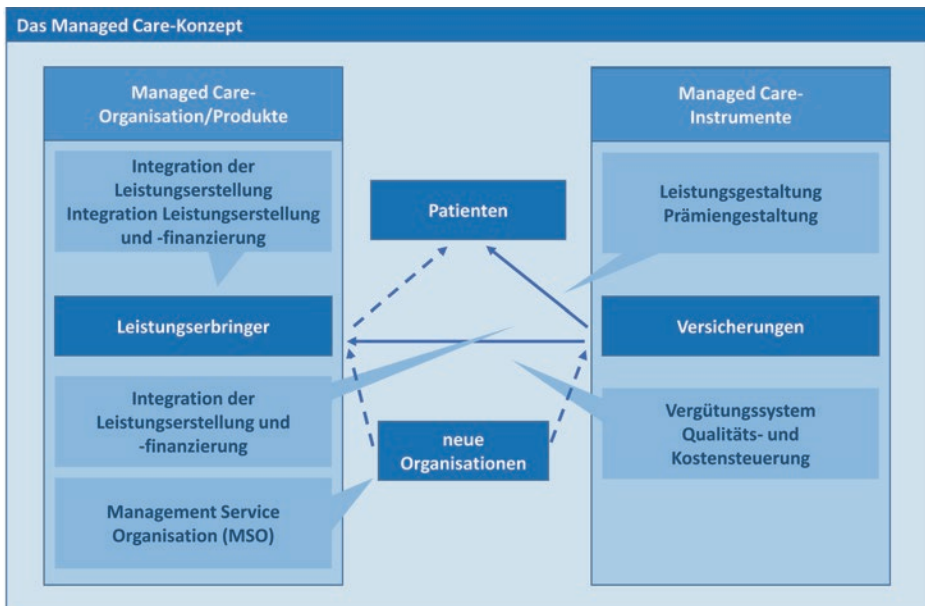 Das Managed Care-Konzept
Managed Care-
Organisation/Produkte
Integration der
Leistungserstellung
Integration Leistungserstellung
und -finanzierung
Leistungserbringer
Integration der
Leistungserstellung und
-finanzierung
Management Service
Organisation (MSO)
Patienten
neue
Organisationen
Managed Care-
Instrumente
Leistungsgestaltung
Prämiengestaltung
Versicherungen
Vergütungssystem
Qualitäts- und
Kostensteuerung